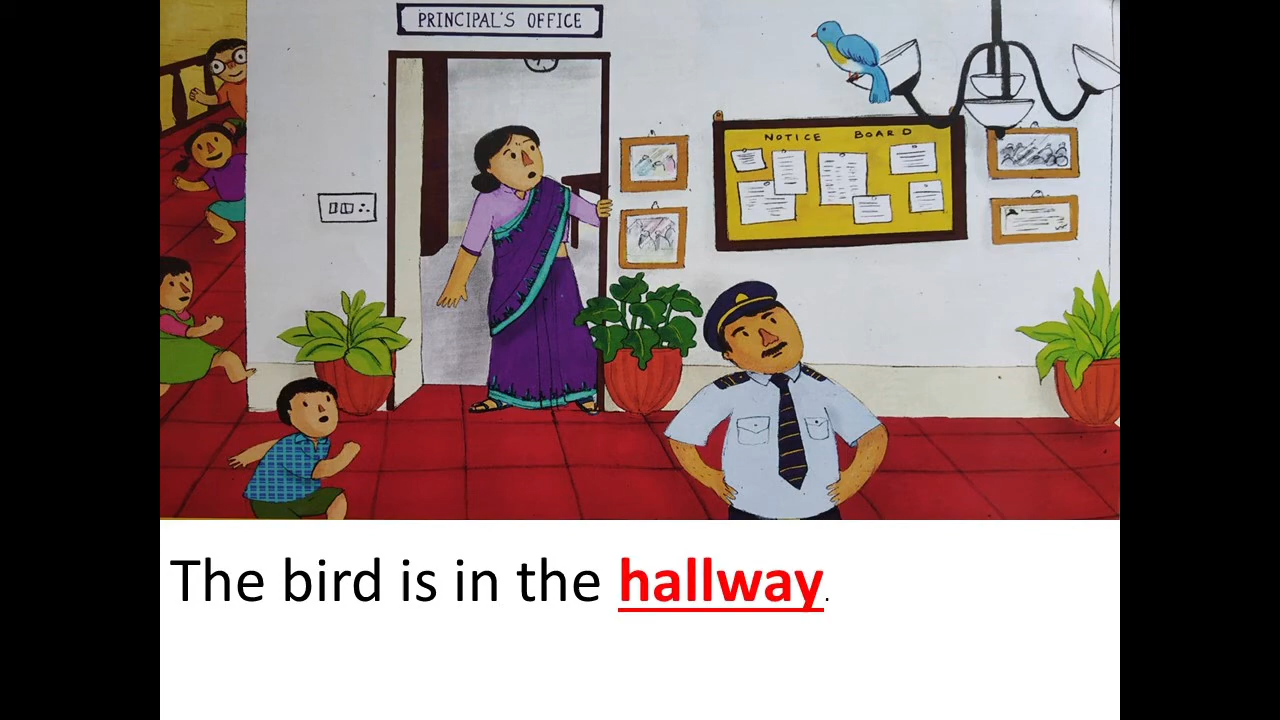 PRINCIPAL'S OFFICE
NOTICE BOARD
The bird is in the hallway.